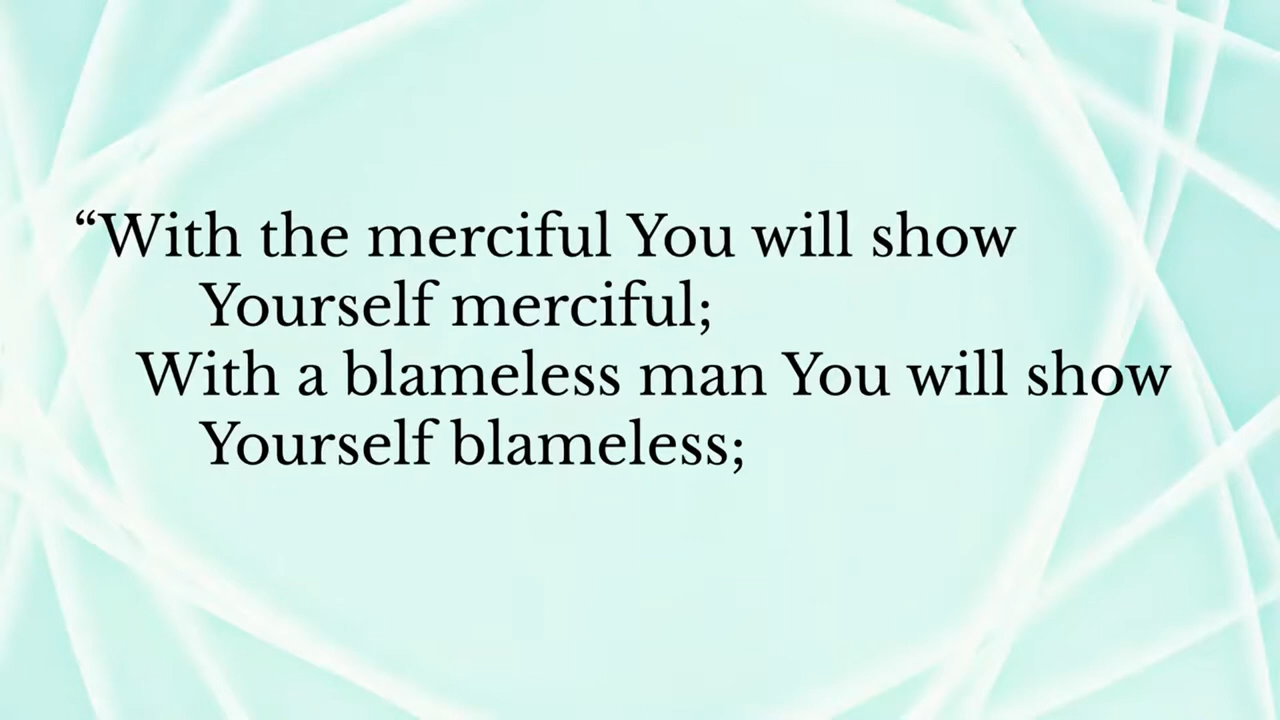 “With the merciful You will show
Yourself merciful;
With a blameless man You will show
Yourself blameless;